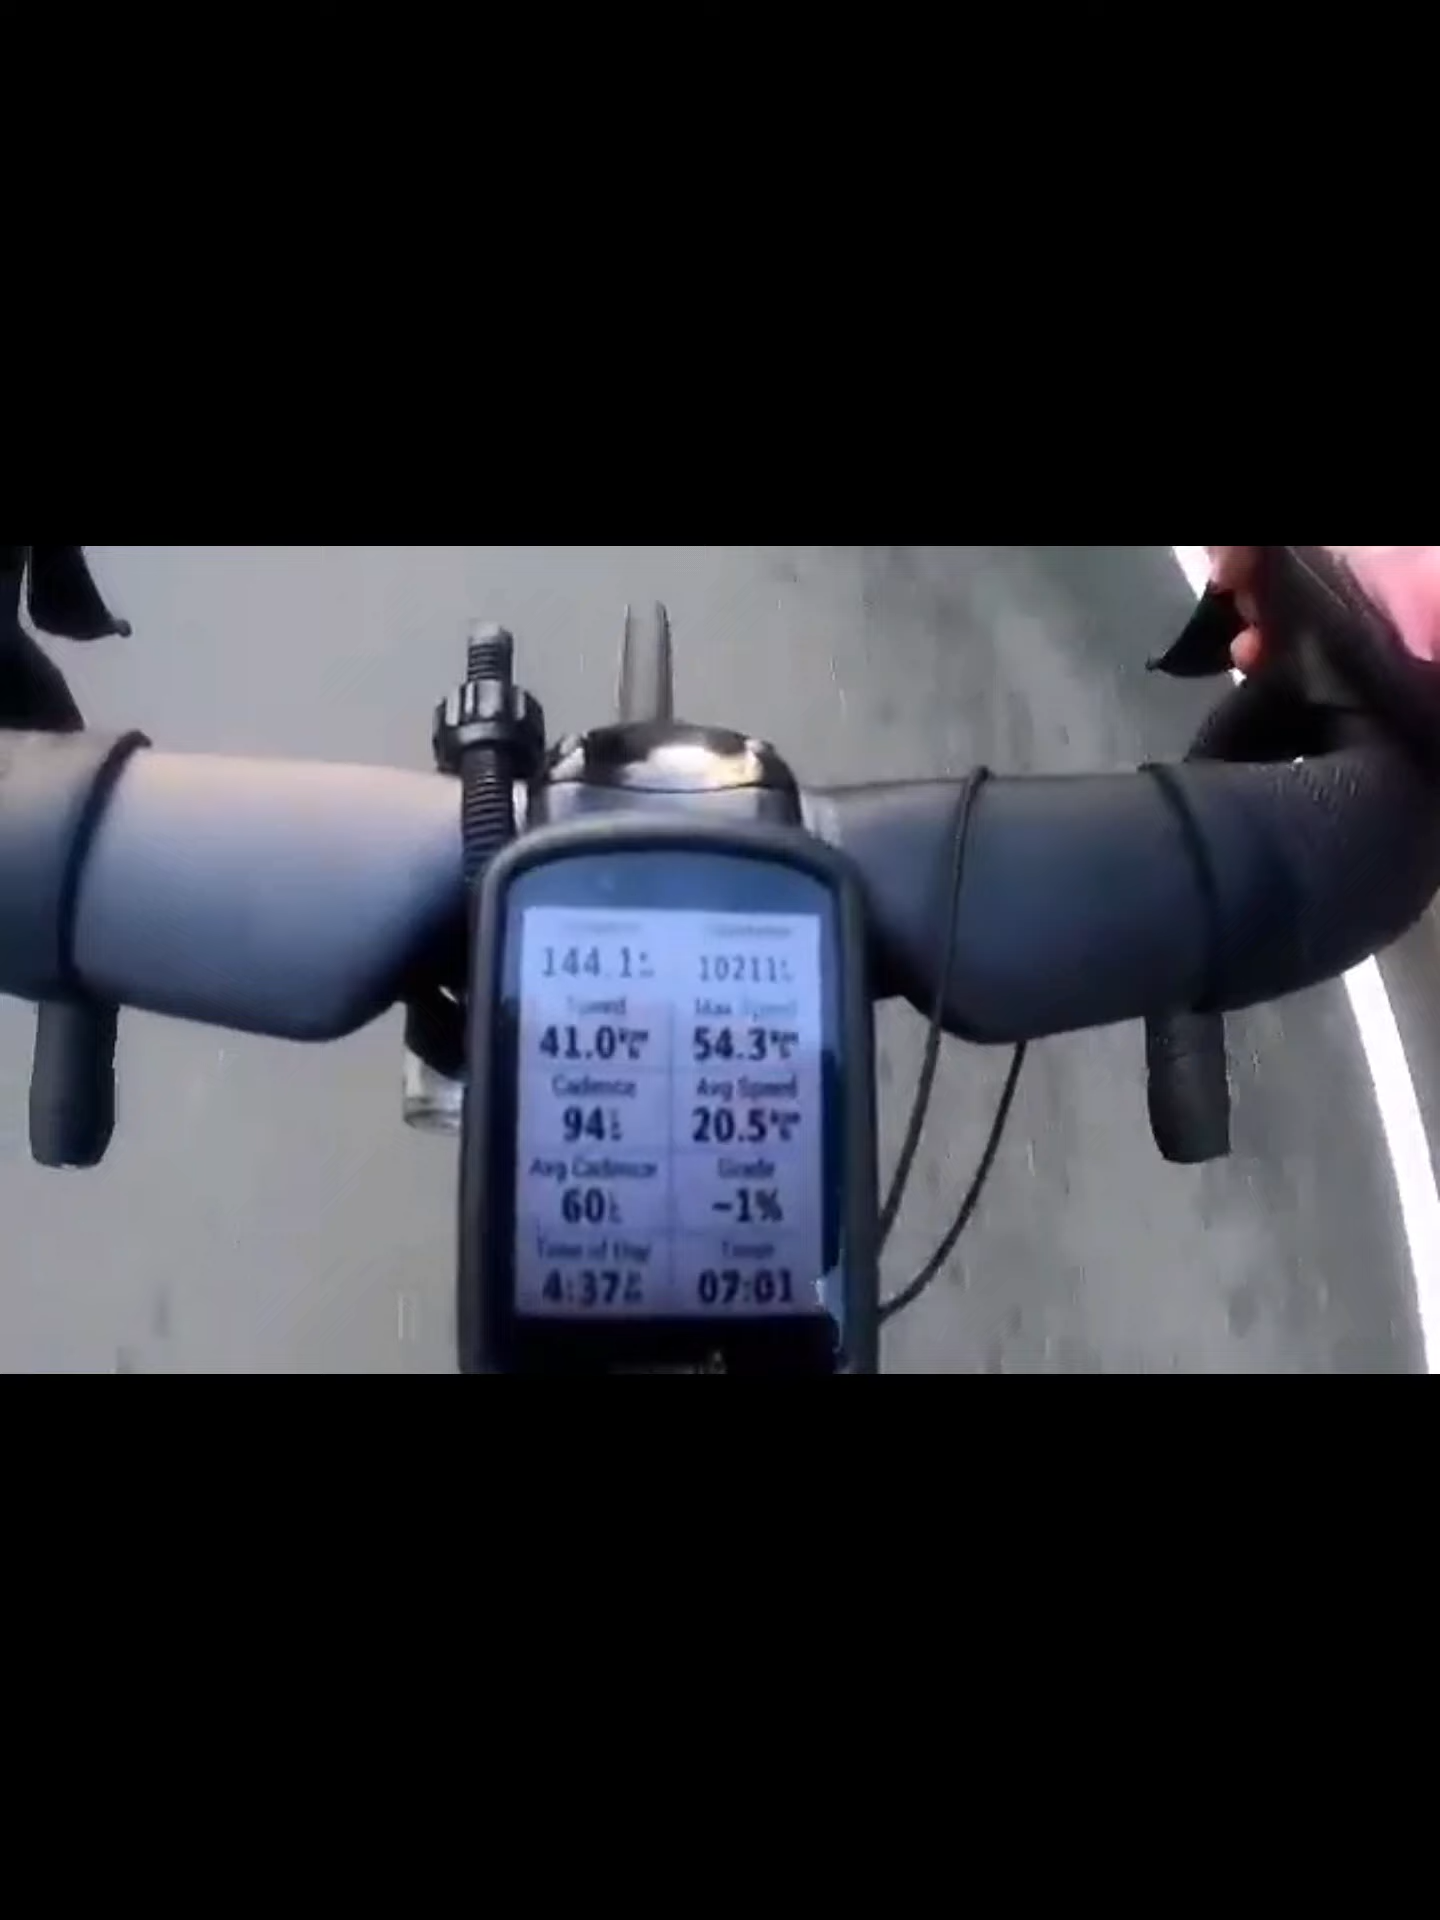 144.1 10211
Speed Max Speed
41.0 54.3
Cadence Avg Speed
94 20.5
Avg Cadence Grade
60 -1%
Time of Day Timer
4:37 07:01